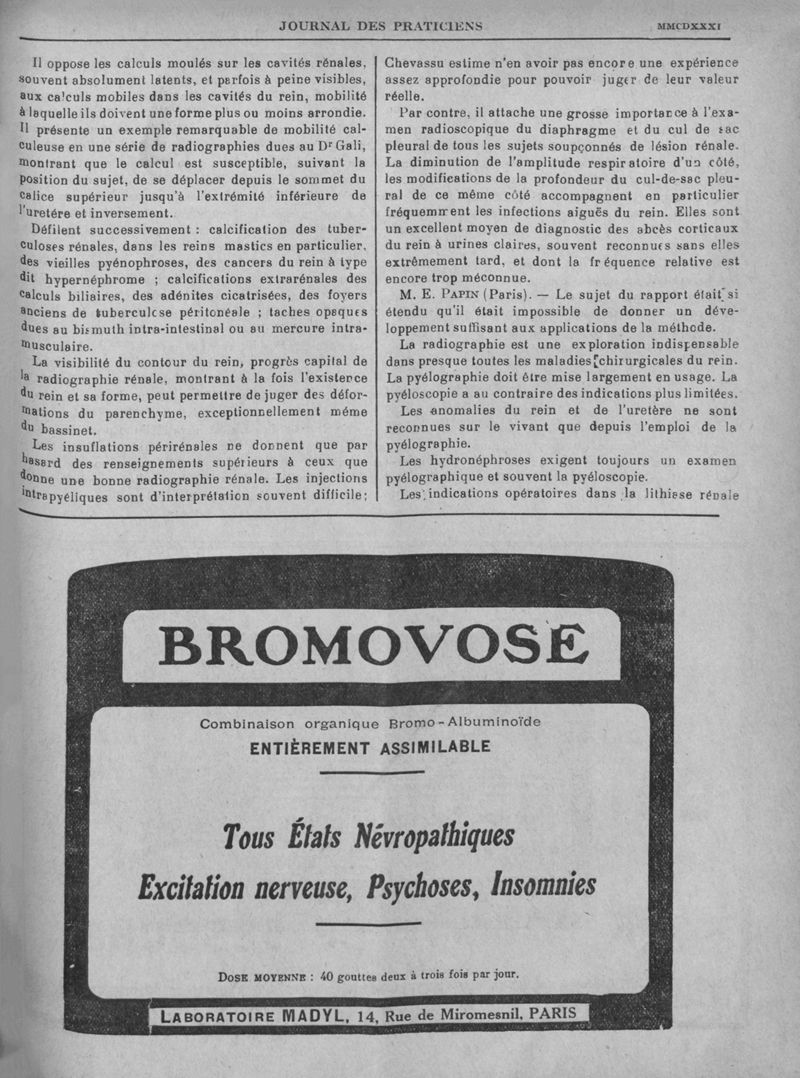 JOURNAL DES PRATICIENS
MMCDXXXI
Il oppose les calculs moulés sur les cavités rénales,
souvent absolument latents, et parfois à peine visibles,
aux calculs mobiles dans les cavités du rein, mobilité
à laquelle ils doivent une forme plus ou moins arrondie.
Il présente un exemple remarquable de mobilité cal-
culeuse en une série de radiographies dues au Dr Gali,
montrant que le calcul est susceptible, suivant la
position du sujet, de se déplacer depuis le sommet du
calice supérieur jusqu'à l'extrémité inférieure de
l'uretére et inversement.
Défilent successivement : calcification des tuber-
culoses rénales, dans les reins mastics en particulier,
des vieilles pyénophroses, des cancers du rein à type
dit hypernéphrome ; calcifications extrarénales des
calculs biliaires, des adénites cicatrisées, des foyers
anciens de tuberculose péritonéale ; taches opaques
dues au bismuth intra-intestinal ou au mercure intra-
musculaire.
La visibilité du contour du rein, progrès capital de
la radiographie rénale, montrant à la fois l'existence
du rein et sa forme, peut permettre de juger des défor-
mations du parenchyme, exceptionnellement même
du bassinet.
Les insuflations périrénales ne donnent que par
hasard des renseignements supérieurs à ceux que
donne une bonne radiographie rénale. Les injections
intrapyéliques sont d'interprétation souvent difficile;
Chevassu estime n'en avoir pas encore une expérience
assez approfondie pour pouvoir juger de leur valeur
réelle.
Par contre, il attache une grosse importance à l'exa-
men radioscopique du diaphragme et du cul de sac
pleural de tous les sujets soupçonnés de lésion rénale.
La diminution de l'amplitude respiratoire d'un côté,
les modifications de la profondeur du cul-de-sac pleu-
ral de ce même côté accompagnent en particulier
fréquemment les infections aiguës du rein. Elles sont
un excellent moyen de diagnostic des abcès corticaux
du rein à urines claires, souvent reconnues sans elles
extrêmement tard, et dont la fréquence relative est
encore trop méconnue.
M. E. PAPIN (Paris). — Le sujet du rapport était si
étendu qu'il était impossible de donner un déve-
loppement suffisant aux applications de la méthode.
La radiographie est une exploration indispensable
dans presque toutes les maladies chirurgicales du rein.
La pyélographie doit être mise largement en usage. La
pyéloscopie a au contraire des indications plus limitées.
Les anomalies du rein et de l'uretère ne sont
reconnues sur le vivant que depuis l'emploi de la
pyélographie.
Les hydronéphroses exigent toujours un examen
pyélographique et souvent la pyéloscopie.
Les indications opératoires dans la lithiase rénale
BROMOVOSE
Combinaison organique Bromo-Albuminoïde
ENTIÈREMENT ASSIMILABLE
Tous États Névropathiques
Excitation nerveuse, Psychoses, Insomnies
DOSE MOYENNE : 40 gouttes deux à trois fois par jour.
LABORATOIRE MADYL, 14, Rue de Miromesnil, PARIS